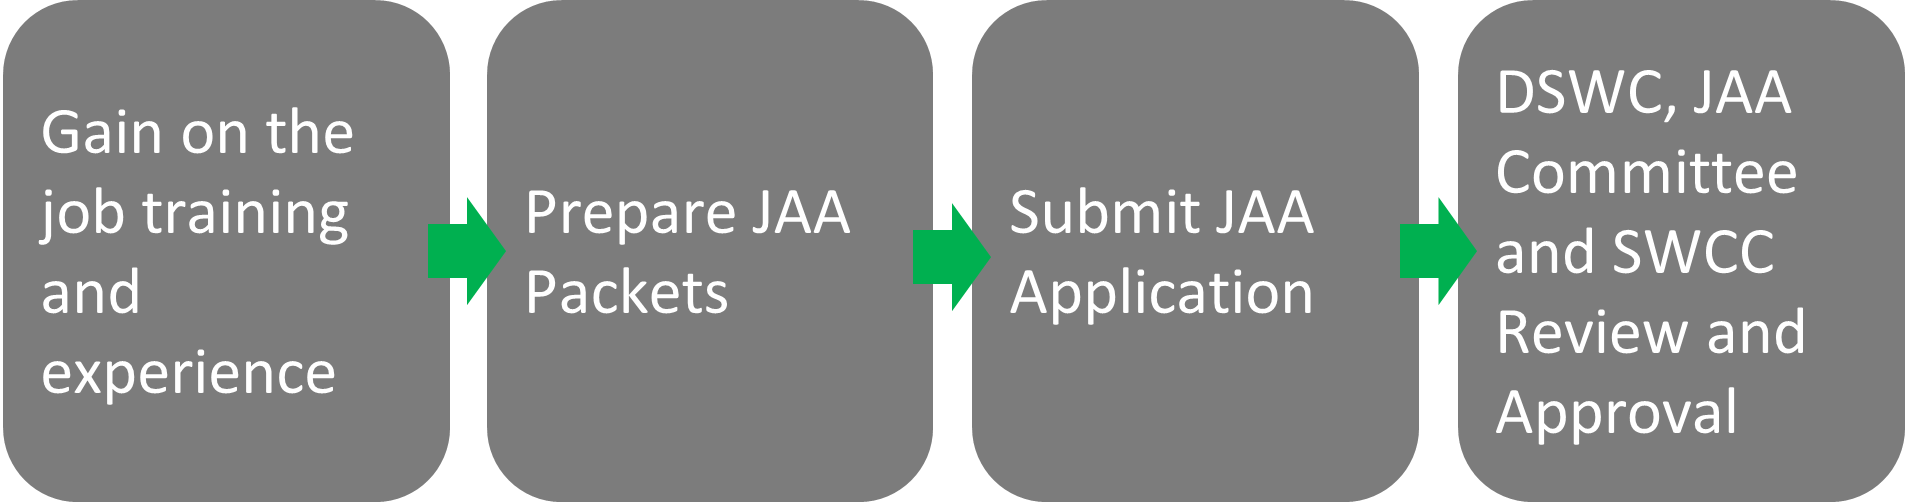 Gain on the
job training
and
experience
Prepare JAA
Packets
Submit JAA
Application
DSWC, JAA
Committee
and SWCC
Review and
Approval